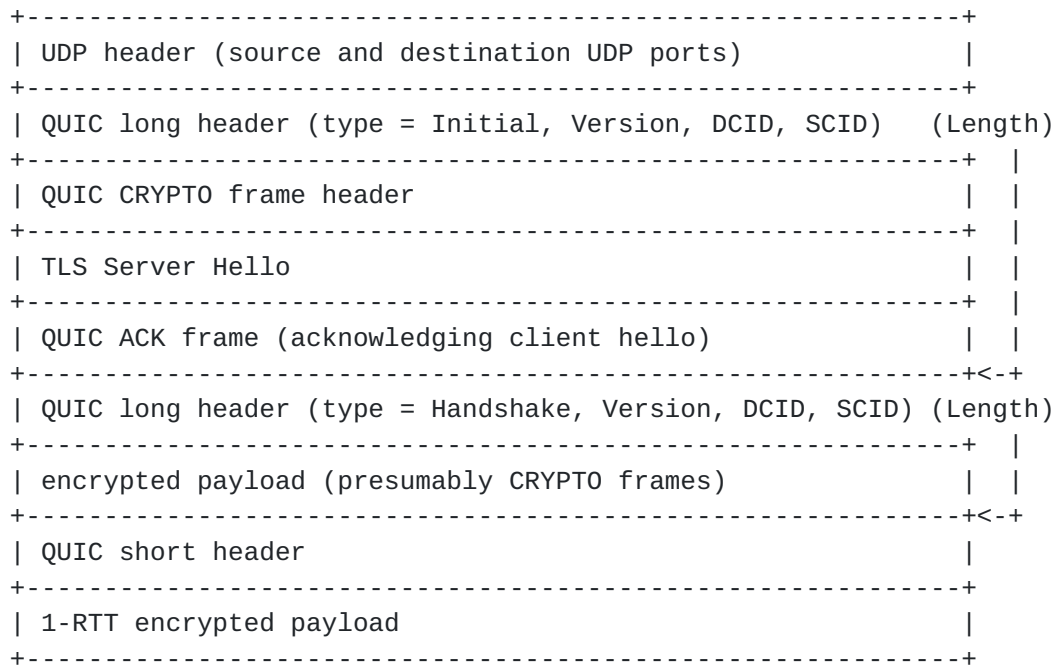 +------------------------------------------------------------+
| UDP header (source and destination UDP ports)              |
+------------------------------------------------------------+
| QUIC long header (type = Initial, Version, DCID, SCID)   (Length)
+------------------------------------------------------------+  |
| QUIC CRYPTO frame header                                   |  |
+------------------------------------------------------------+  |
| TLS Server Hello                                           |  |
+------------------------------------------------------------+  |
| QUIC ACK frame (acknowledging client hello)                |  |
+------------------------------------------------------------+<-+
| QUIC long header (type = Handshake, Version, DCID, SCID) (Length)
+------------------------------------------------------------+  |
| encrypted payload (presumably CRYPTO frames)               |  |
+------------------------------------------------------------+<-+
| QUIC short header                                          |
+------------------------------------------------------------+
| 1-RTT encrypted payload                                    |
+------------------------------------------------------------+